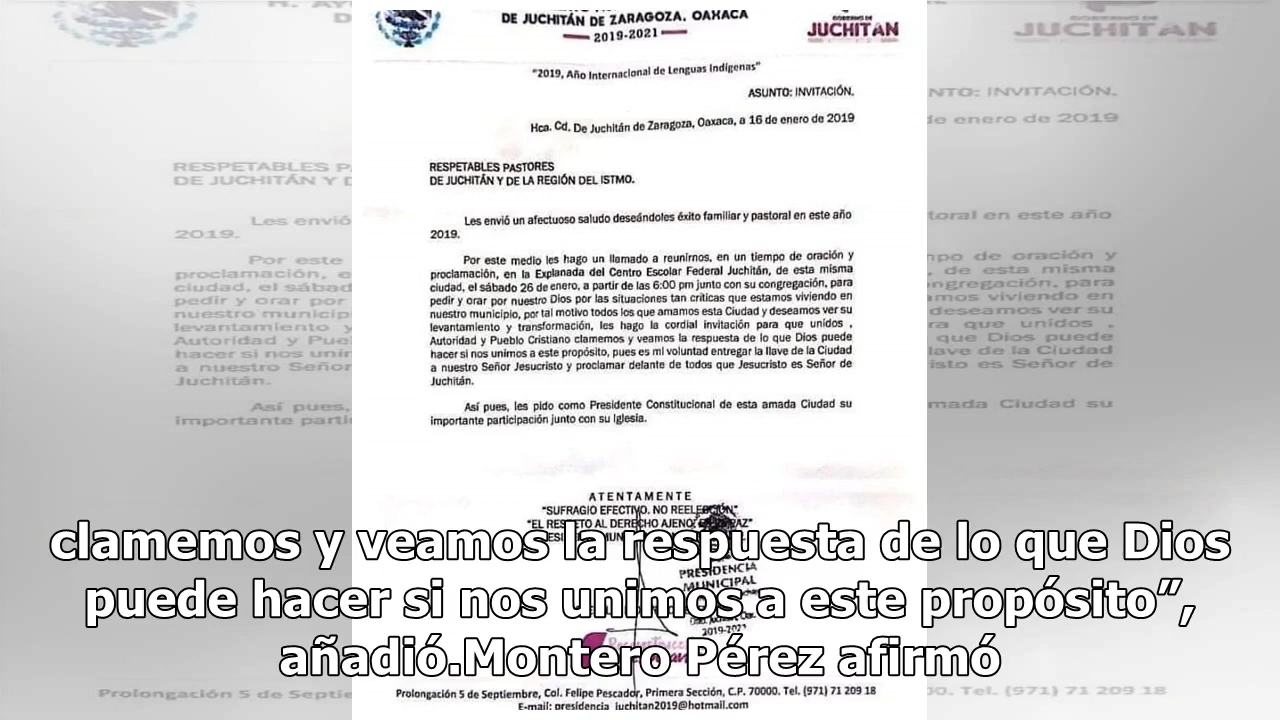 DE JUCHITÁN DE ZARAGOZA, OAXACA
2019-2021
GOBIERNO DE
JUCHITÁN
"2019, Año Internacional de Lenguas Indígenas"
ASUNTO: INVITACIÓN.
Hca. Cd. De Juchitán de Zaragoza, Oaxaca, a 16 de enero de 2019
RESPETABLES PASTORES
DE JUCHITÁN Y DE LA REGIÓN DEL ISTMO.
Les envió un afectuoso saludo deseándoles éxito familiar y pastoral en este año
2019.
Por este medio les hago un llamado a reunirnos, en un tiempo de oración y
proclamación, en la Explanada del Centro Escolar Federal Juchitán, de esta misma
ciudad, el sábado 26 de enero, a partir de las 6:00 pm junto con su congregación, para
pedir y orar por nuestro Dios por las situaciones tan críticas que estamos viviendo en
nuestro municipio, por tal motivo todos los que amamos esta Ciudad y deseamos ver su
levantamiento y transformación, les hago la cordial invitación para que unidos ,
Autoridad y Pueblo Cristiano clamemos y veamos la respuesta de lo que Dios puede
hacer si nos unimos a este propósito, pues es mi voluntad entregar la llave de la Ciudad
a nuestro Señor Jesucristo y proclamar delante de todos que Jesucristo es Señor de
Juchitán.
Así pues, les pido como Presidente Constitucional de esta amada Ciudad su
importante participación junto con su Iglesia.
ATENTAMENTE
"SUFRAGIO EFECTIVO. NO REELECCIÓN"
"EL RESPETO AL DERECHO AJENO
PRESIDENCIA
MUNICIPAL
2019-2021
clamemos y veamos la respuesta de lo que Dios
puede hacer si nos unimos a este propósito”,
añadió.Montero Pérez afirmó
Prolongación 5 de Septiembre, Col. Felipe Pescador, Primera Sección, C.P. 70000. Tel. (971) 71 209 18
E-mail: presidencia_juchitan2019@hotmail.com